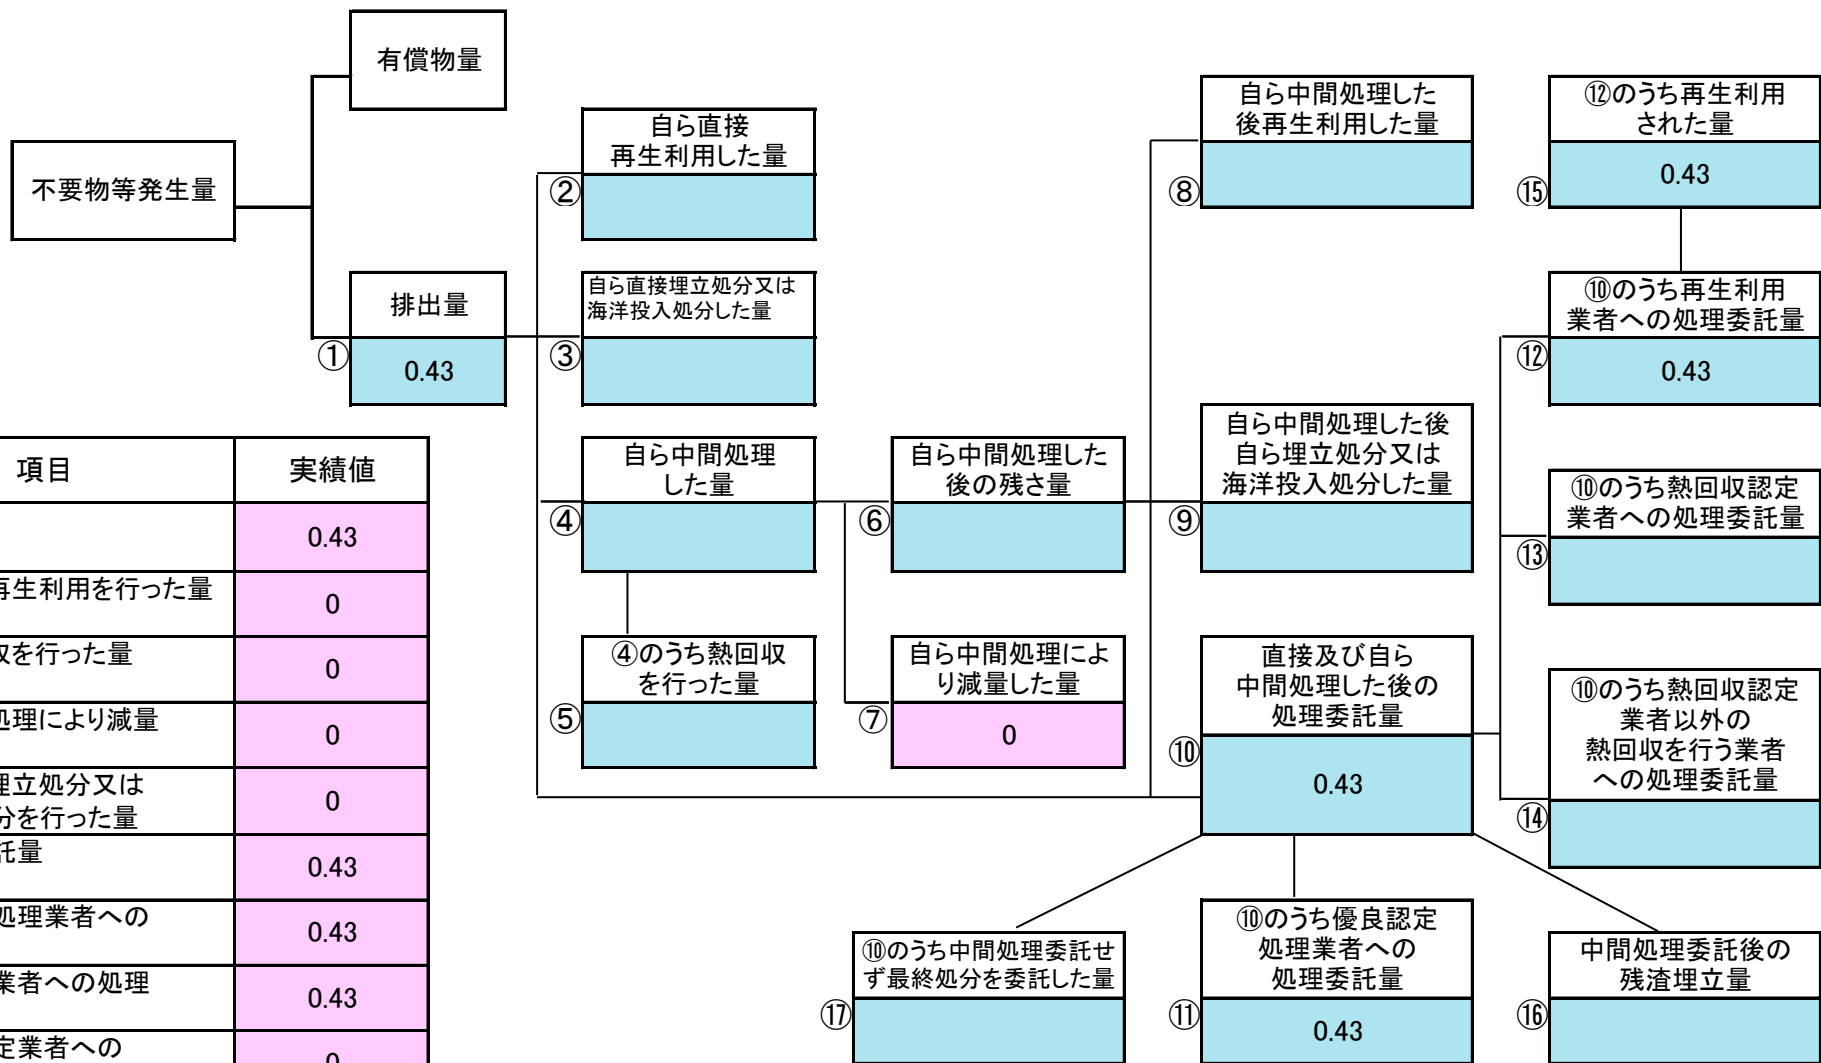 有償物量
不要物等発生量
排出量
①
0.43
自ら直接
再生利用した量
②
自ら直接埋立処分又は
海洋投入処分した量
③
自ら中間処理
した量
④
④のうち熱回収
を行った量
⑤
自ら中間処理した
後の残さ量
⑥
自ら中間処理によ
り減量した量
⑦
0
自ら中間処理した
後再生利用した量
⑧
自ら中間処理した後
自ら埋立処分又は
海洋投入処分した量
⑨
直接及び自ら
中間処理した後の
処理委託量
⑩
0.43
⑫のうち再生利用
された量
⑮
0.43
⑩のうち再生利用
業者への処理委託量
⑫
0.43
⑩のうち熱回収認定
業者への処理委託量
⑬
⑩のうち熱回収認定
業者以外の
熱回収を行う業者
への処理委託量
⑭
⑩のうち中間処理委託せ
ず最終処分を委託した量
⑰
⑩のうち優良認定
処理業者への
処理委託量
⑪
0.43
中間処理委託後の
残渣埋立量
⑯
項目 実績値
0.43
再生利用を行った量
0
を行った量
0
処理により減量
0
埋立処分又は
分を行った量
0
託量
0.43
処理業者への
0.43
業者への処理
0.43
定業者への
0